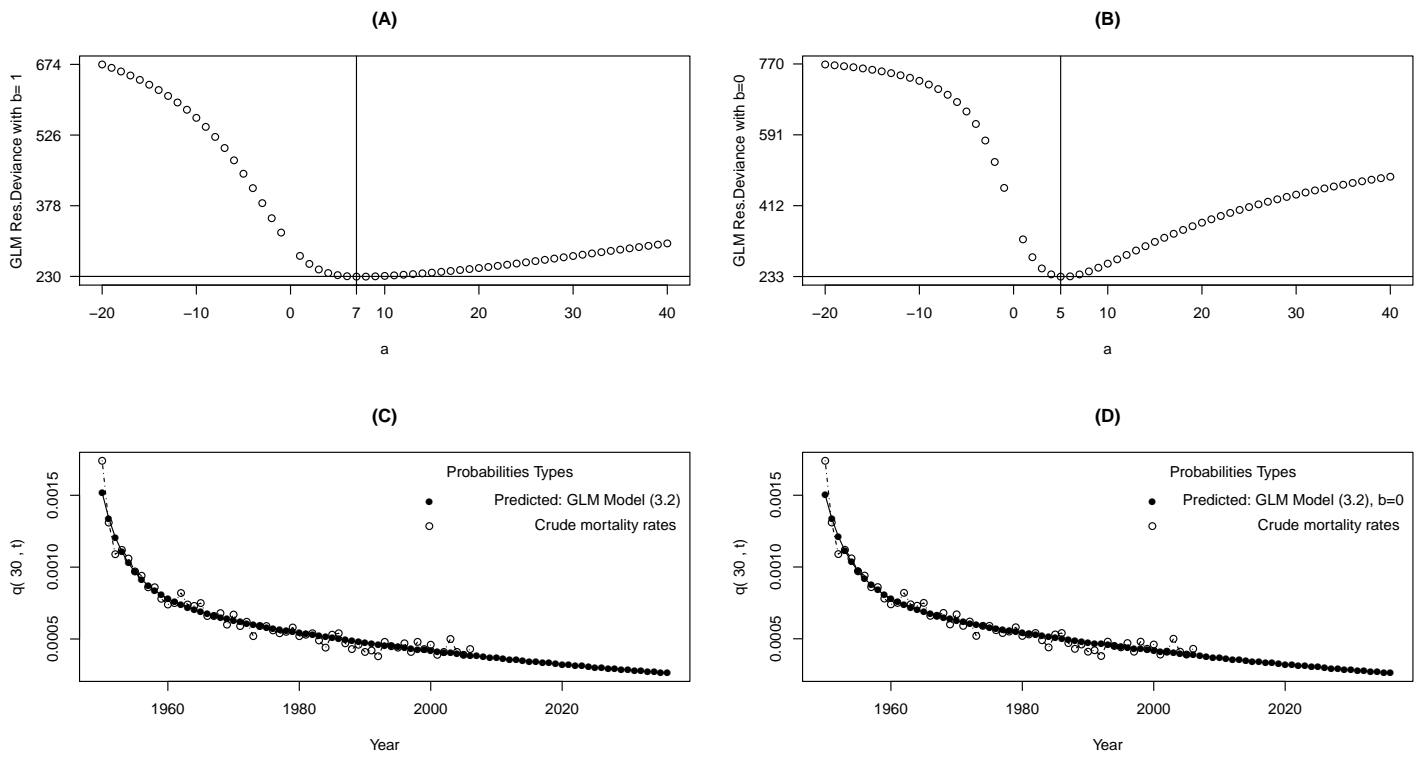 (A)
GLM Res.Deviance with b= 1
674
526
378
230
−20 −10 0 7 10 20 30 40
a
(B)
GLM Res.Deviance with b=0
770
591
412
233
−20 −10 0 5 10 20 30 40
a
(C)
q( 30 , t)
0.0015
0.0010
0.0005
Probabilities Types
Predicted: GLM Model (3.2)
Crude mortality rates
1960 1980 2000 2020
Year
(D)
q( 30 , t)
0.0015
0.0010
0.0005
Probabilities Types
Predicted: GLM Model (3.2), b=0
Crude mortality rates
1960 1980 2000 2020
Year